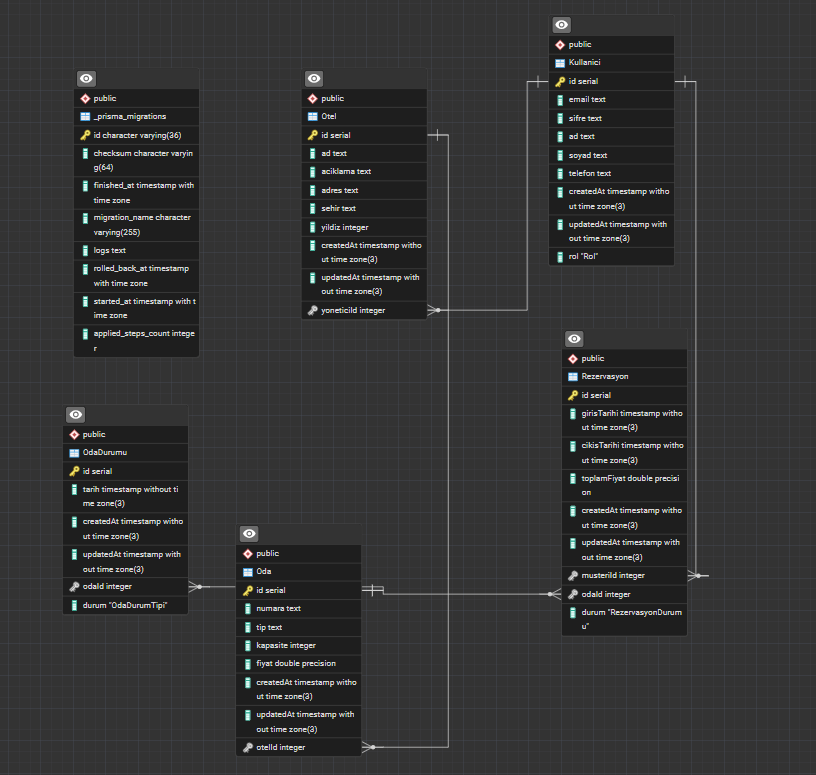 public
_prisma_migrations
id character varying(36)
checksum character varyin
g(64)
finished_at timestamp with
time zone
migration_name character
varying(255)
logs text
rolled_back_at timestamp
with time zone
started_at timestamp with t
ime zone
applied_steps_count intege
r
public
Otel
id serial
ad text
aciklama text
adres text
sehir text
yildiz integer
createdAt timestamp witho
ut time zone(3)
updatedAt timestamp with
out time zone(3)
yoneticiId integer
public
Kullanici
id serial
email text
sifre text
ad text
soyad text
telefon text
createdAt timestamp witho
ut time zone(3)
updatedAt timestamp with
out time zone(3)
rol "Rol"
public
OdaDurumu
id serial
tarih timestamp without ti
me zone(3)
createdAt timestamp witho
ut time zone(3)
updatedAt timestamp with
out time zone(3)
odaId integer
durum "OdaDurumTipi"
public
Oda
id serial
numara text
tip text
kapasite integer
fiyat double precision
createdAt timestamp witho
ut time zone(3)
updatedAt timestamp with
out time zone(3)
otelId integer
public
Rezervasyon
id serial
girisTarihi timestamp witho
ut time zone(3)
cikisTarihi timestamp witho
ut time zone(3)
toplamFiyat double precisi
on
createdAt timestamp witho
ut time zone(3)
updatedAt timestamp with
out time zone(3)
musteriId integer
odaId integer
durum "RezervasyonDurum
u"